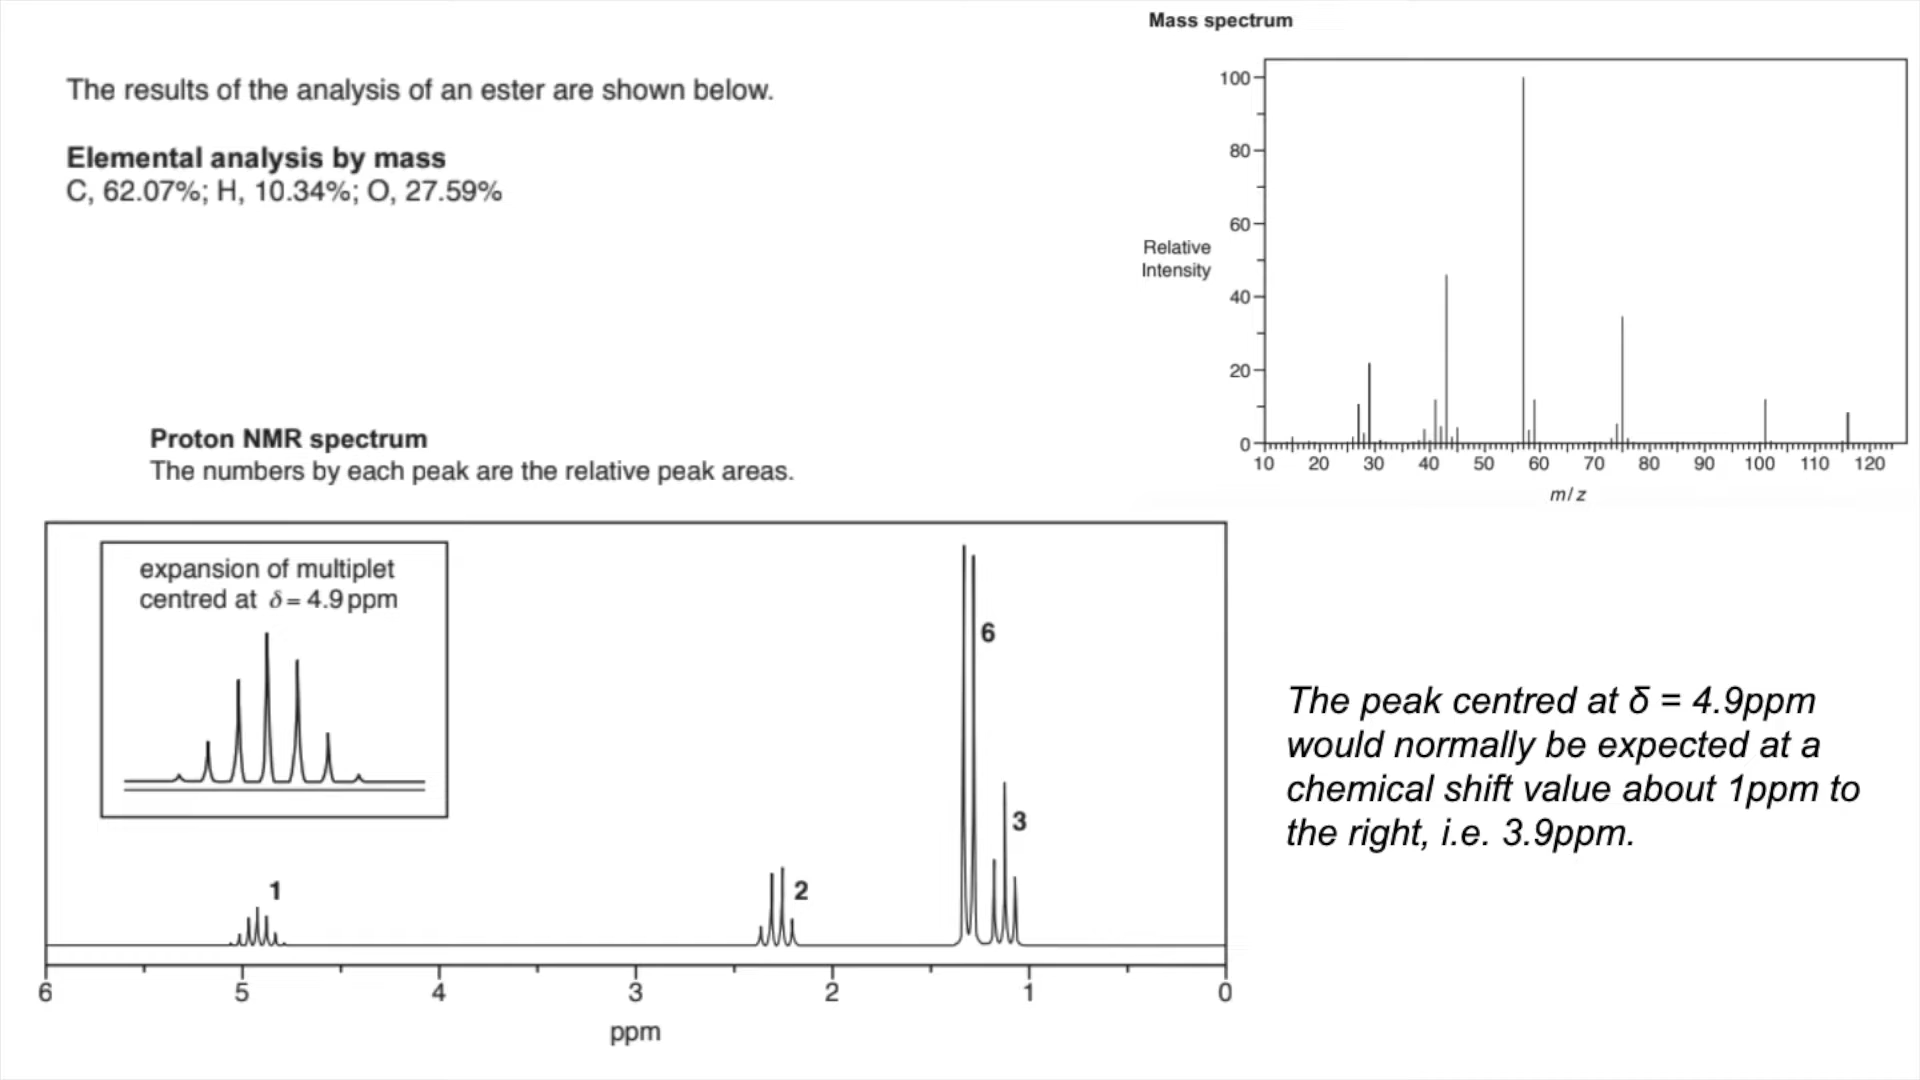 Mass spectrum
The results of the analysis of an ester are shown below.
Elemental analysis by mass
C, 62.07%; H, 10.34%; O, 27.59%
100
80
60
Relative
Intensity
40
20
0
10 20 30 40 50 60 70 80 90 100 110 120
m/z
Proton NMR spectrum
The numbers by each peak are the relative peak areas.
expansion of multiplet
centred at δ = 4.9 ppm
6
3
1
2
6 5 4 3 2 1 0
ppm
The peak centred at δ = 4.9ppm
would normally be expected at a
chemical shift value about 1ppm to
the right, i.e. 3.9ppm.